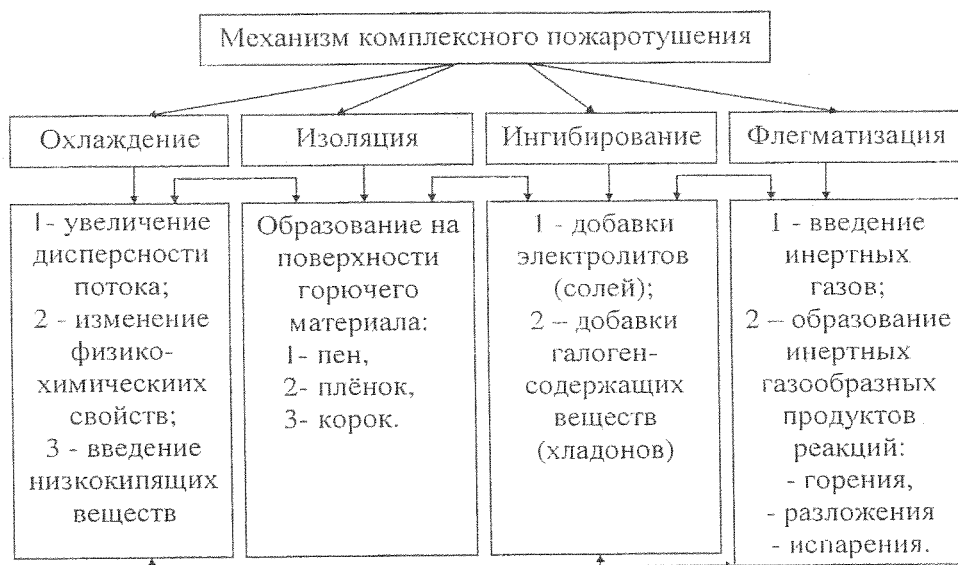 Механизм комплексного пожаротушения
Охлаждение
Изоляция
Ингибирование
Флегматизация
1- увеличение
дисперсности
потока;
2 - изменение
физико-
химическиих
свойств;
3 - введение
низкокипящих
веществ
Образование на
поверхности
горючего
материала:
1- пен,
2- плёнок,
3- корок.
1 - добавки
электролитов
(солей);
2 – добавки
галоген-
содержащих
веществ
(хладонов)
1 - введение
инертных
газов;
2 – образование
инертных
газообразных
продуктов
реакций:
- горения,
- разложения
- испарения.